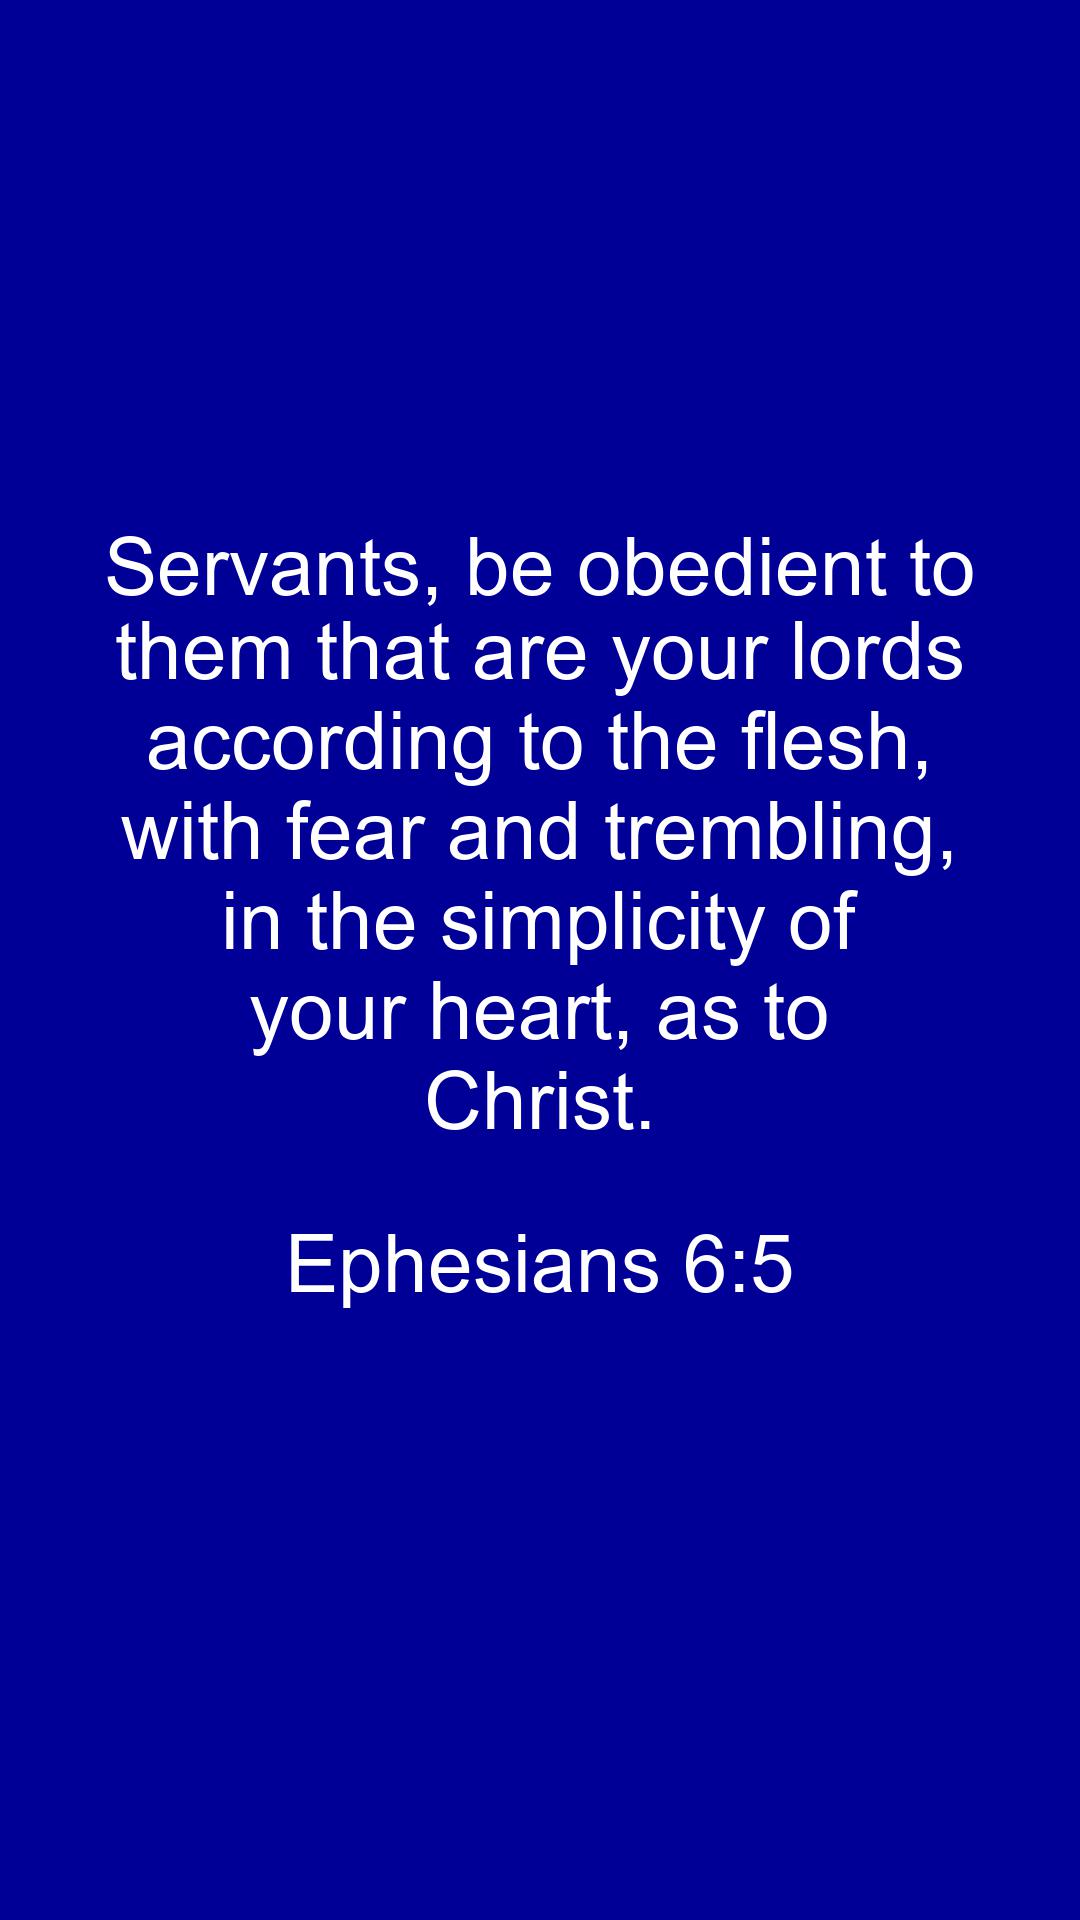 Servants, be obedient to
them that are your lords
according to the flesh,
with fear and trembling,
in the simplicity of
your heart, as to
Christ.
Ephesians 6:5